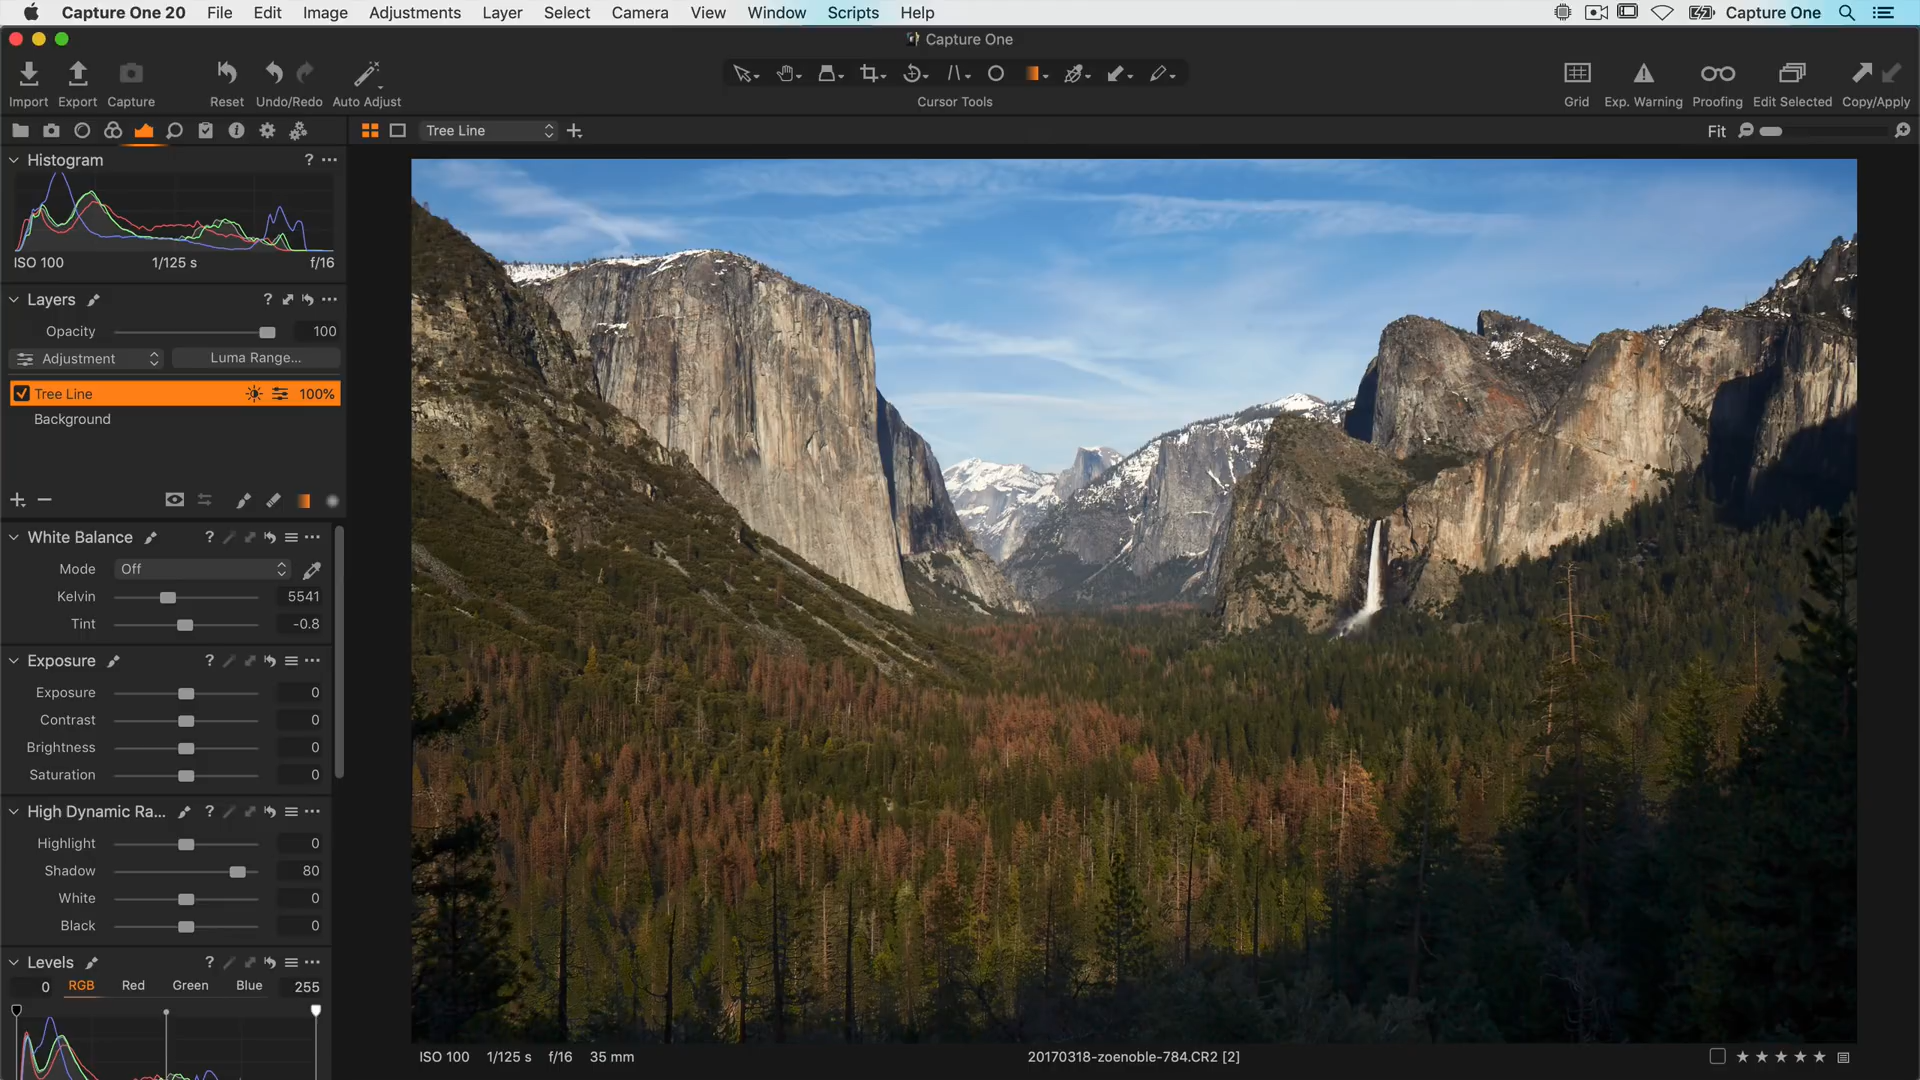 Capture One 20 File Edit Image Adjustments Layer Select Camera View Window Scripts Help Capture One
Capture One
Import Export Capture Reset Undo/Redo Auto Adjust Cursor Tools Grid Exp. Warning Proofing Edit Selected Copy/Apply
Tree Line Fit
Histogram ?
ISO 100 1/125 s f/16
Layers ?
Opacity 100
Adjustment Luma Range...
Tree Line 100%
Background
White Balance ?
Mode Off
Kelvin 5541
Tint -0.8
Exposure ?
Exposure 0
Contrast 0
Brightness 0
Saturation 0
High Dynamic Ra... ?
Highlight 0
Shadow 80
White 0
Black 0
Levels ?
0 RGB Red Green Blue 255
ISO 100 1/125 s f/16 35 mm 20170318-zoenoble-784.CR2 [2]